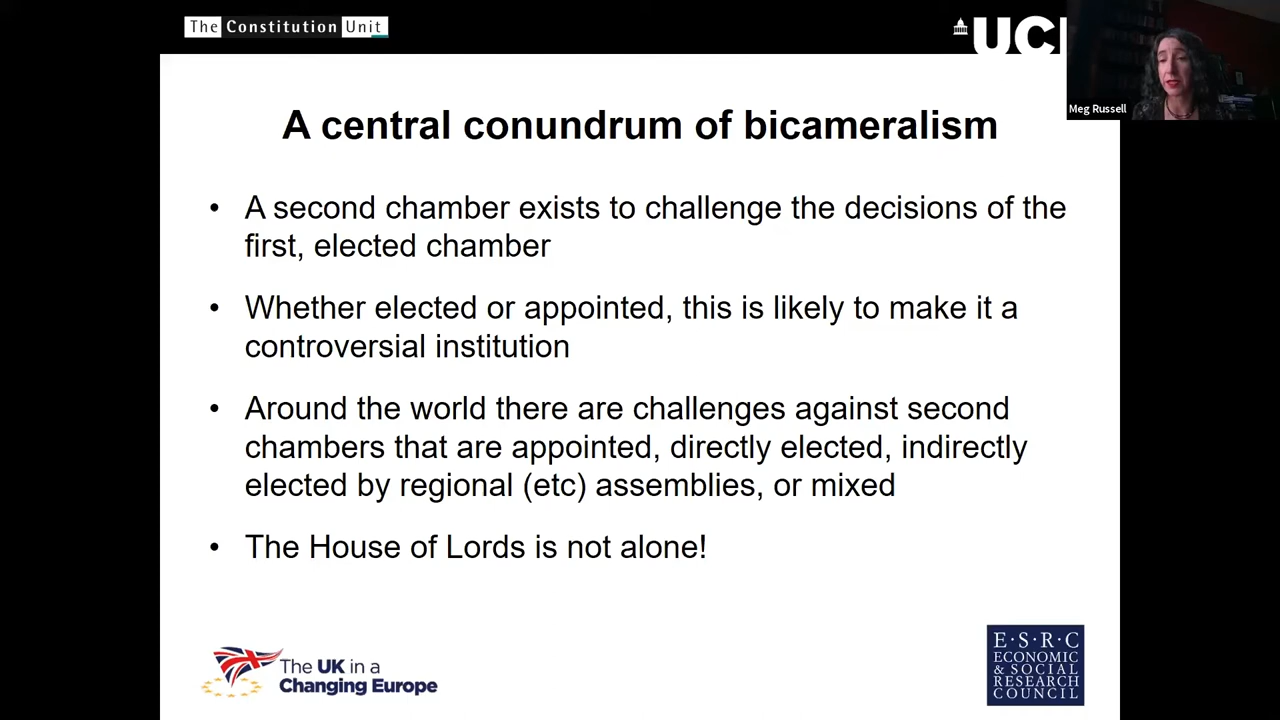 The Constitution Unit
UCL
Meg Russell
A central conundrum of bicameralism
• A second chamber exists to challenge the decisions of the
first, elected chamber
• Whether elected or appointed, this is likely to make it a
controversial institution
• Around the world there are challenges against second
chambers that are appointed, directly elected, indirectly
elected by regional (etc) assemblies, or mixed
• The House of Lords is not alone!
The UK in a
Changing Europe
E·S·R·C
ECONOMIC
& SOCIAL
RESEARCH
COUNCIL